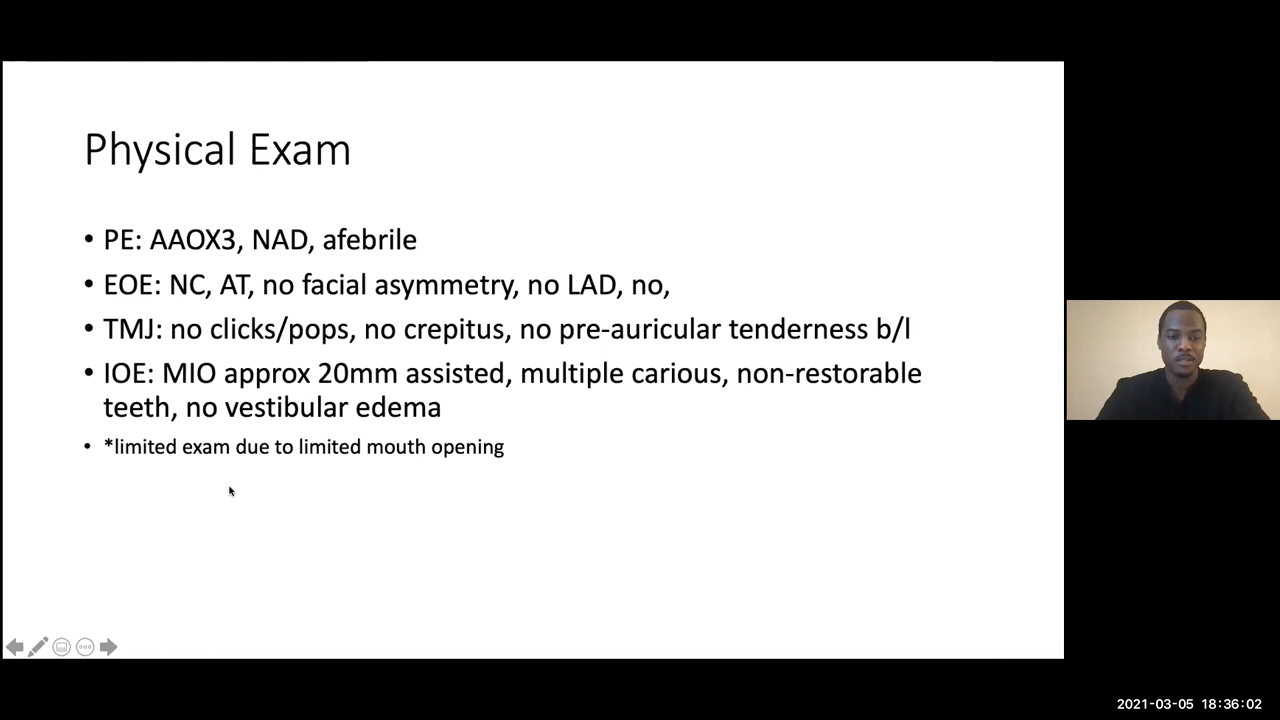 Physical Exam
• PE: AAOX3, NAD, afebrile
• EOE: NC, AT, no facial asymmetry, no LAD, no,
• TMJ: no clicks/pops, no crepitus, no pre-auricular tenderness b/l
• IOE: MIO approx 20mm assisted, multiple carious, non-restorable
teeth, no vestibular edema
• *limited exam due to limited mouth opening
2021-03-05 18:36:02